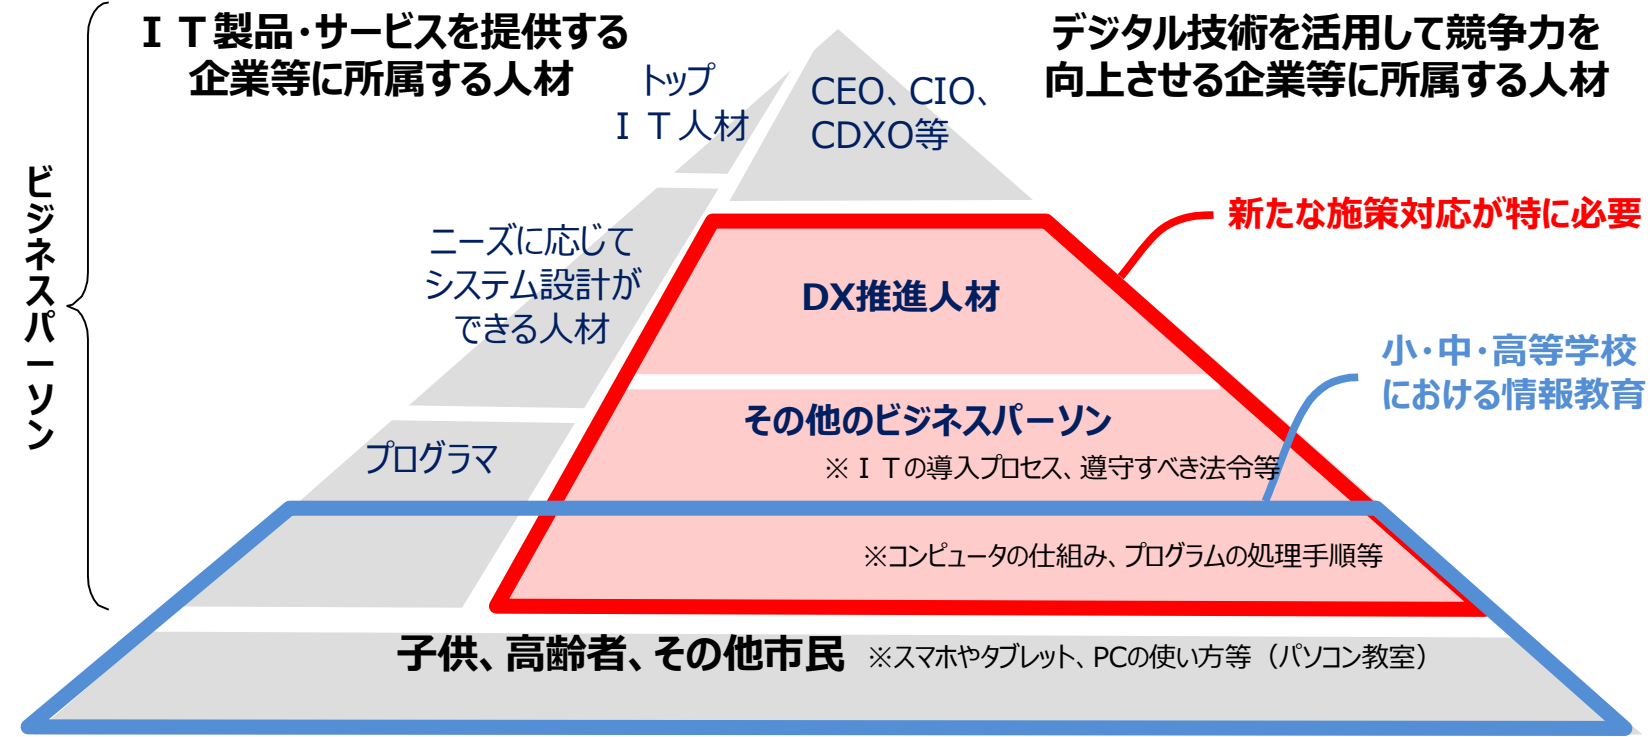 ＩＴ製品・サービスを提供する
企業等に所属する人材
デジタル技術を活用して競争力を
向上させる企業等に所属する人材
トップ
ＩＴ人材
CEO、CIO、
CDXO等
ビジネスパーソン
新たな施策対応が特に必要
ニーズに応じて
システム設計が
できる人材
DX推進人材
小・中・高等学校
における情報教育
その他のビジネスパーソン
※ＩＴの導入プロセス、遵守すべき法令等
プログラマ
※コンピュータの仕組み、プログラムの処理手順等
子供、高齢者、その他市民 ※スマホやタブレット、PCの使い方等（パソコン教室）